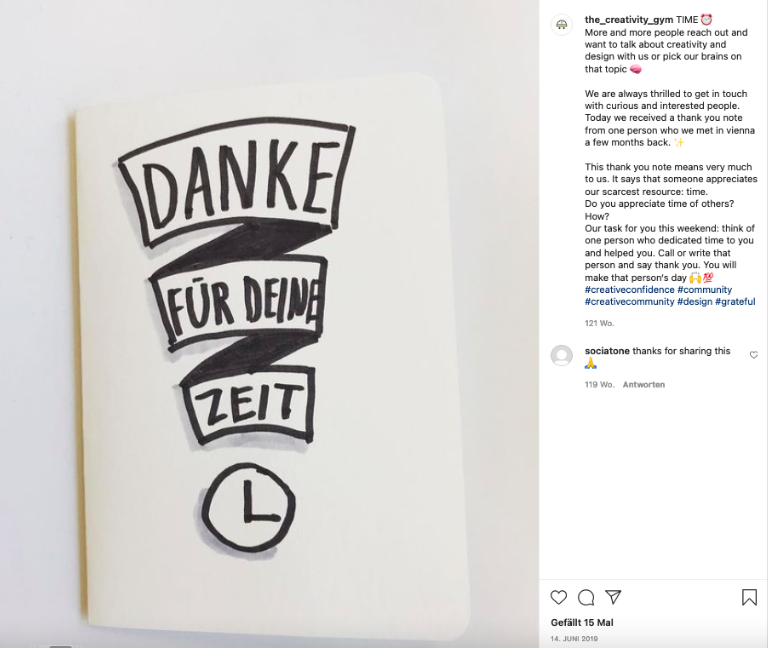 DANKE
FÜR DEINE
ZEIT
the_creativity_gym TIME ⏰
More and more people reach out and
want to talk about creativity and
design with us or pick our brains on
that topic 🧠
We are always thrilled to get in touch
with curious and interested people.
Today we received a thank you note
from one person who we met in vienna
a few months back. ✨
This thank you note means very much
to us. It says that someone appreciates
our scarcest resource: time.
Do you appreciate time of others?
How?
Our task for you this weekend: think of
one person who dedicated time to you
and helped you. Call or write that
person and say thank you. You will
make that person's day 🙌💯
#creativeconfidence #community
#creativecommunity #design #grateful
121 Wo.
sociatone thanks for sharing this
🙏
119 Wo. Antworten
Gefällt 15 Mal
14. JUNI 2019